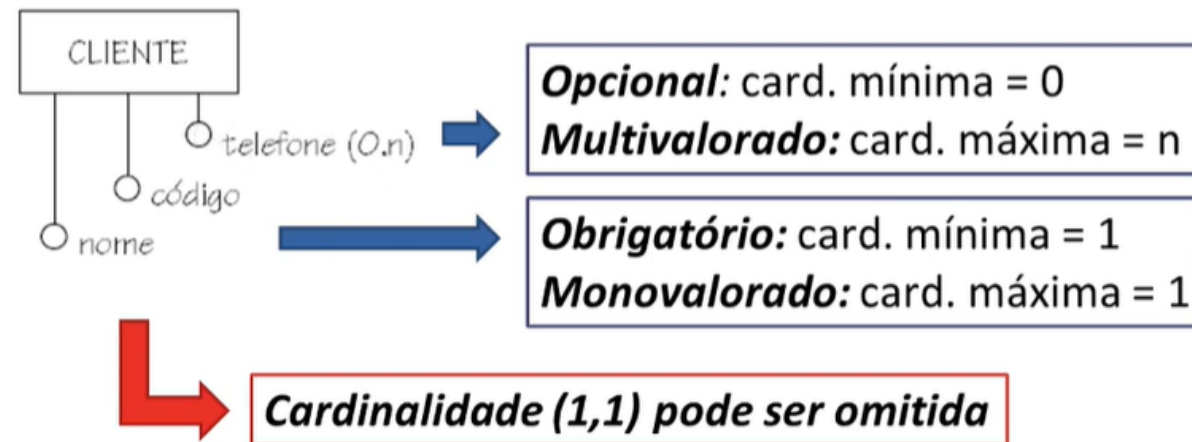 CLIENTE
telefone (0.n)
código
nome
Opcional: card. mínima = 0
Multivalorado: card. máxima = n
Obrigatório: card. mínima = 1
Monovalorado: card. máxima = 1
Cardinalidade (1,1) pode ser omitida